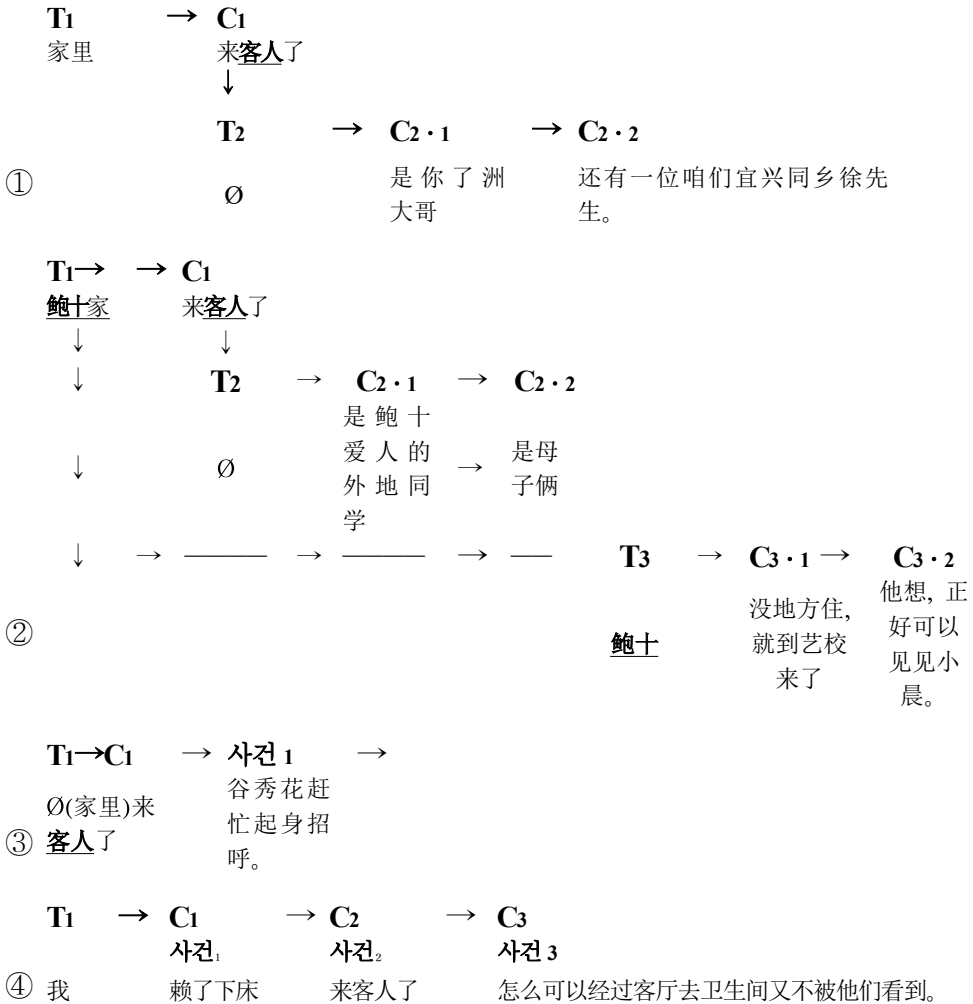 T1 → C1
家里 来客人了
↓
T2 → C2·1 → C2·2
① Ø 是你了洲大哥 还有一位咱们宜兴同乡徐先生。
T1→ → C1
鲍十家 来客人了
↓ ↓
↓ T2 → C2·1 → C2·2
↓ Ø 是鲍十爱人的外地同学 → 是母子俩
↓ → —— → —— → — T3 → C3·1 → C3·2
② 鲍十 没地方住, 就到艺校来了 他想, 正好可以见见小晨。
T1→C1 → 사건 1 →
③ Ø(家里)来客人了 谷秀花赶忙起身招呼。
T1 → C1 → C2 → C3
사건1 사건2 사건 3
④ 我 赖了下床 来客人了 怎么可以经过客厅去卫生间又不被他们看到。